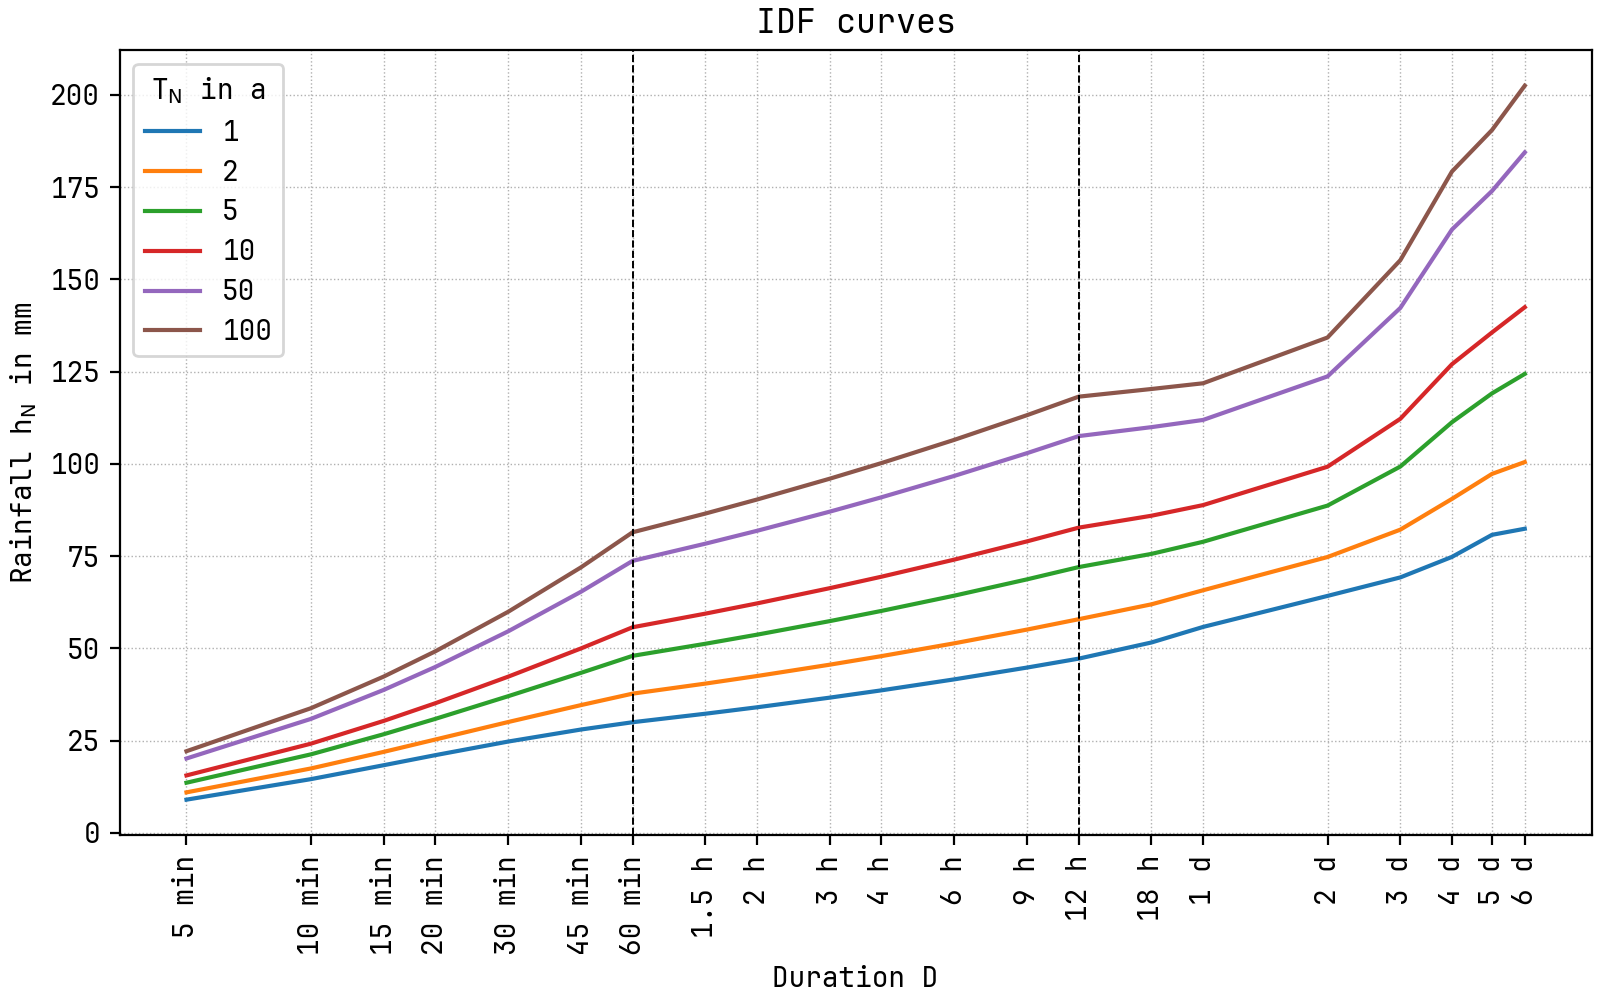 IDF curves
T_N in a
1
2
5
10
50
100
200
175
150
125
100
75
50
25
0
Rainfall h_N in mm
5 min
10 min
15 min
20 min
30 min
45 min
60 min
1.5 h
2 h
3 h
4 h
6 h
9 h
12 h
18 h
1 d
2 d
3 d
4 d
5 d
6 d
Duration D